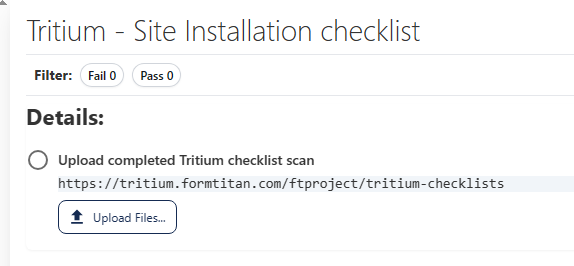 Tritium - Site Installation checklist
Filter: Fail 0 Pass 0
Details:
Upload completed Tritium checklist scan
https://tritium.formtitan.com/ftproject/tritium-checklists
Upload Files...